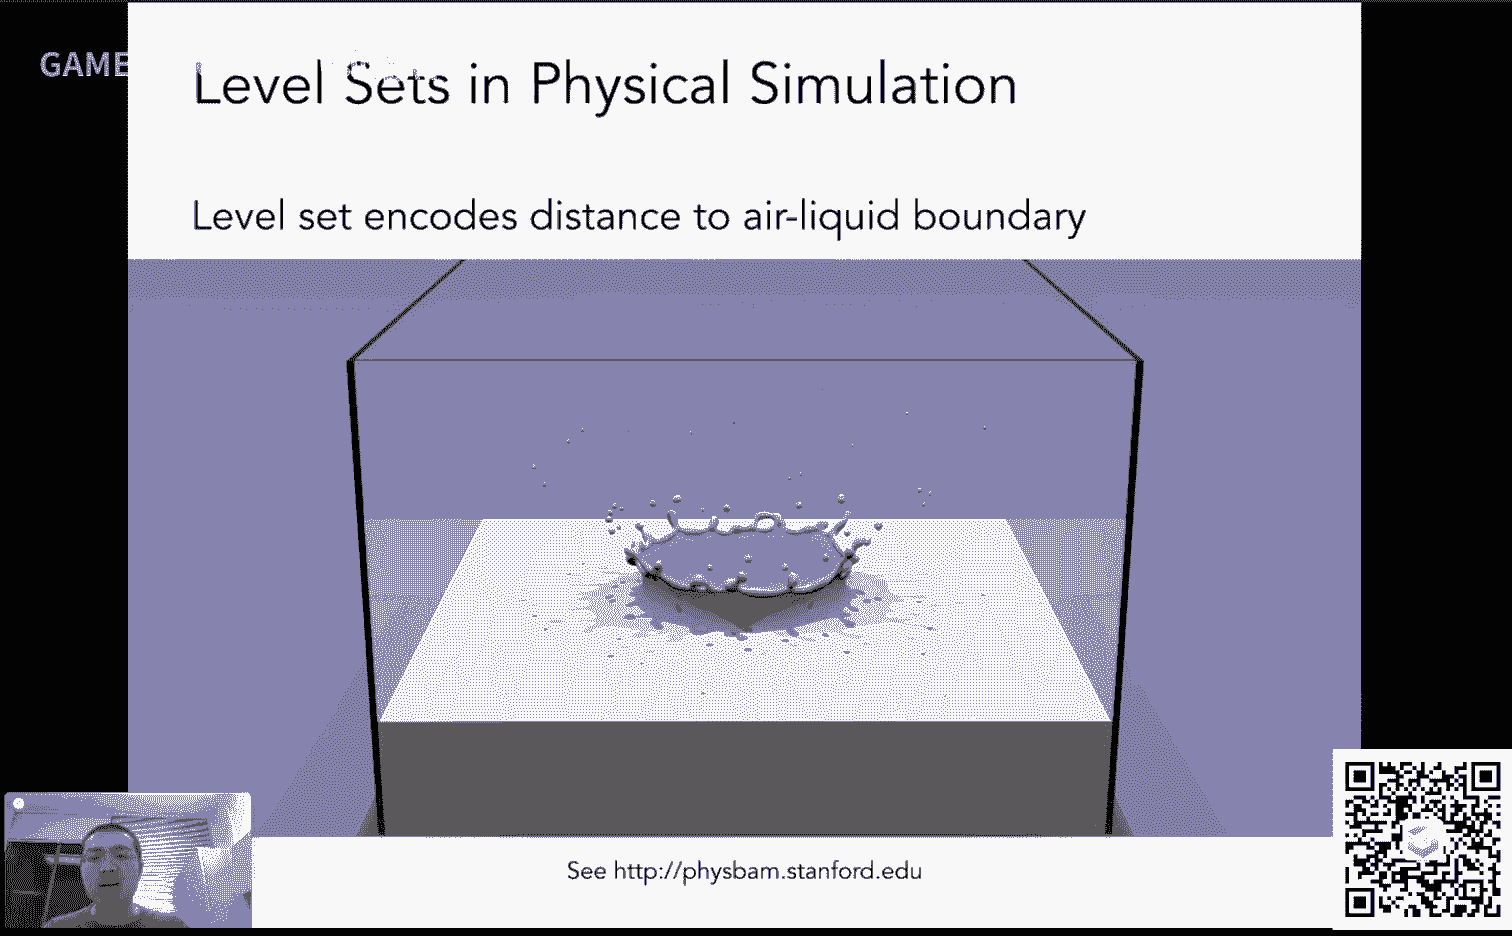 GAME
Level Sets in Physical Simulation
Level set encodes distance to air-liquid boundary
See http://physbam.stanford.edu